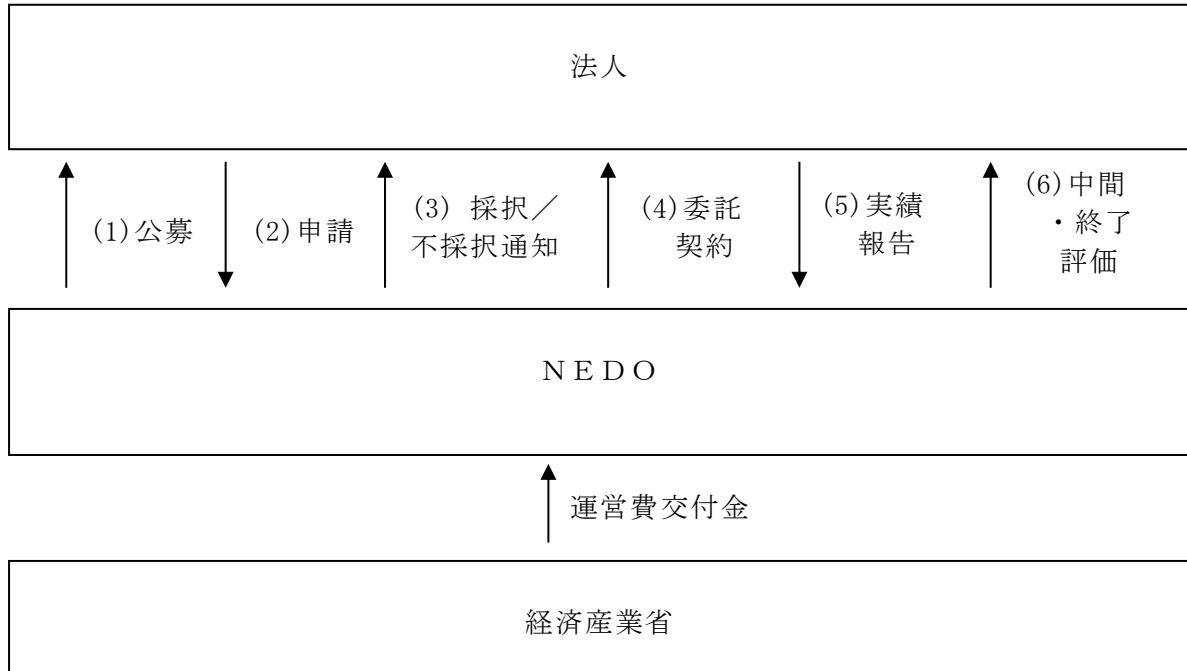 法人
(1)公募
(2)申請
(3) 採択／
不採択通知
(4)委託
契約
(5)実績
報告
(6)中間
・終了
評価
ＮＥＤＯ
運営費交付金
経済産業省